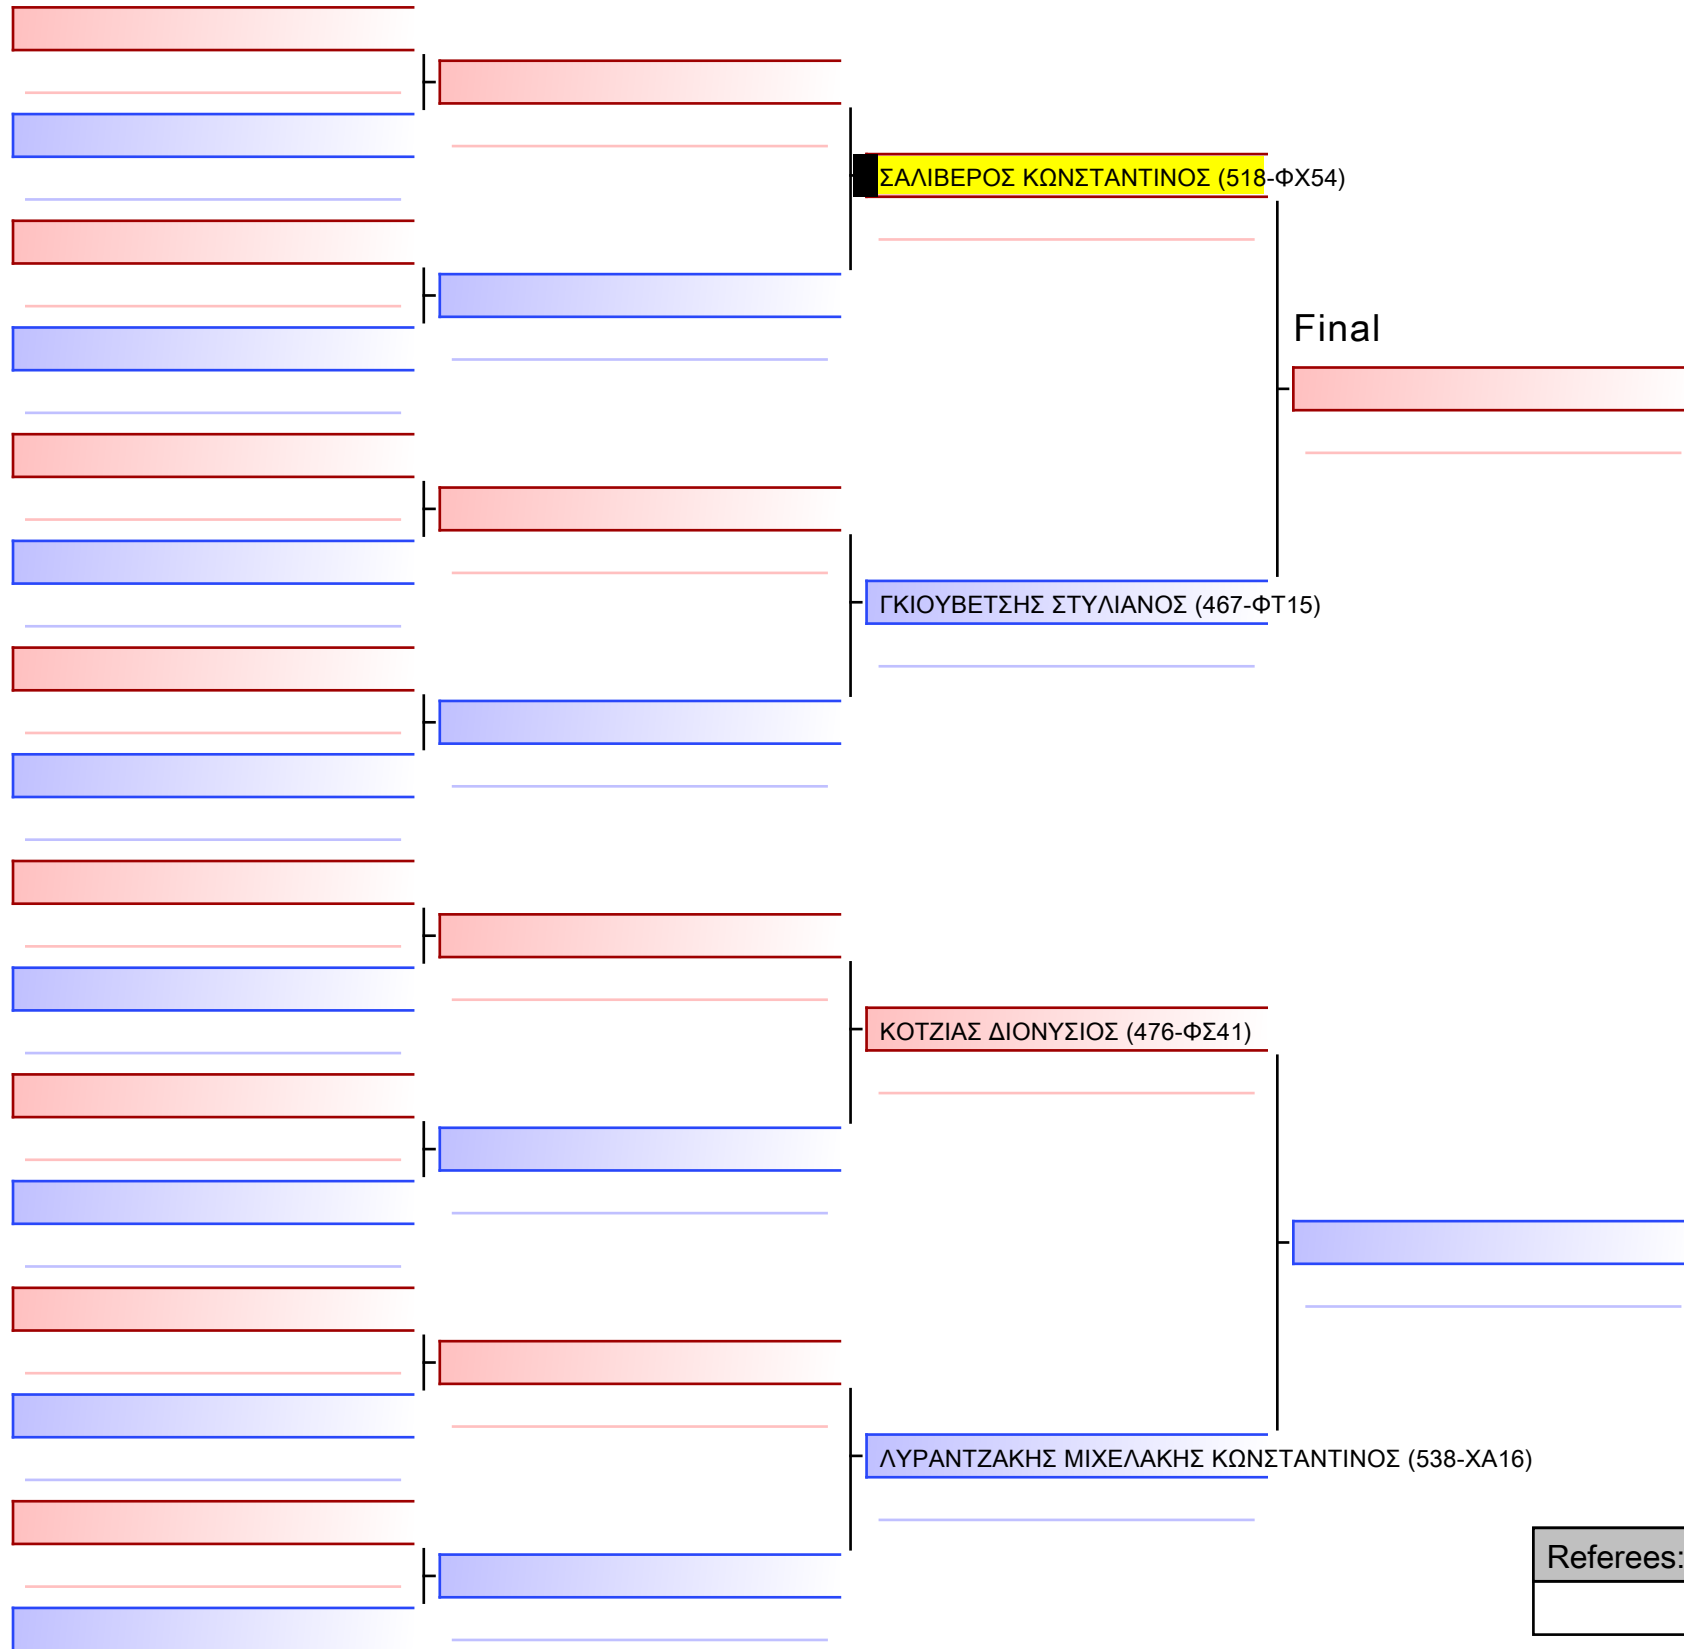 ΣΑΛΙΒΕΡΟΣ ΚΩΝΣΤΑΝΤΙΝΟΣ (518-ΦΧ54)
Final
ΓΚΙΟΥΒΕΤΣΗΣ ΣΤΥΛΙΑΝΟΣ (467-ΦΤ15)
ΚΟΤΖΙΑΣ ΔΙΟΝΥΣΙΟΣ (476-ΦΣ41)
ΛΥΡΑΝΤΖΑΚΗΣ ΜΙΧΕΛΑΚΗΣ ΚΩΝΣΤΑΝΤΙΝΟΣ (538-ΧΑ16)
Referees: